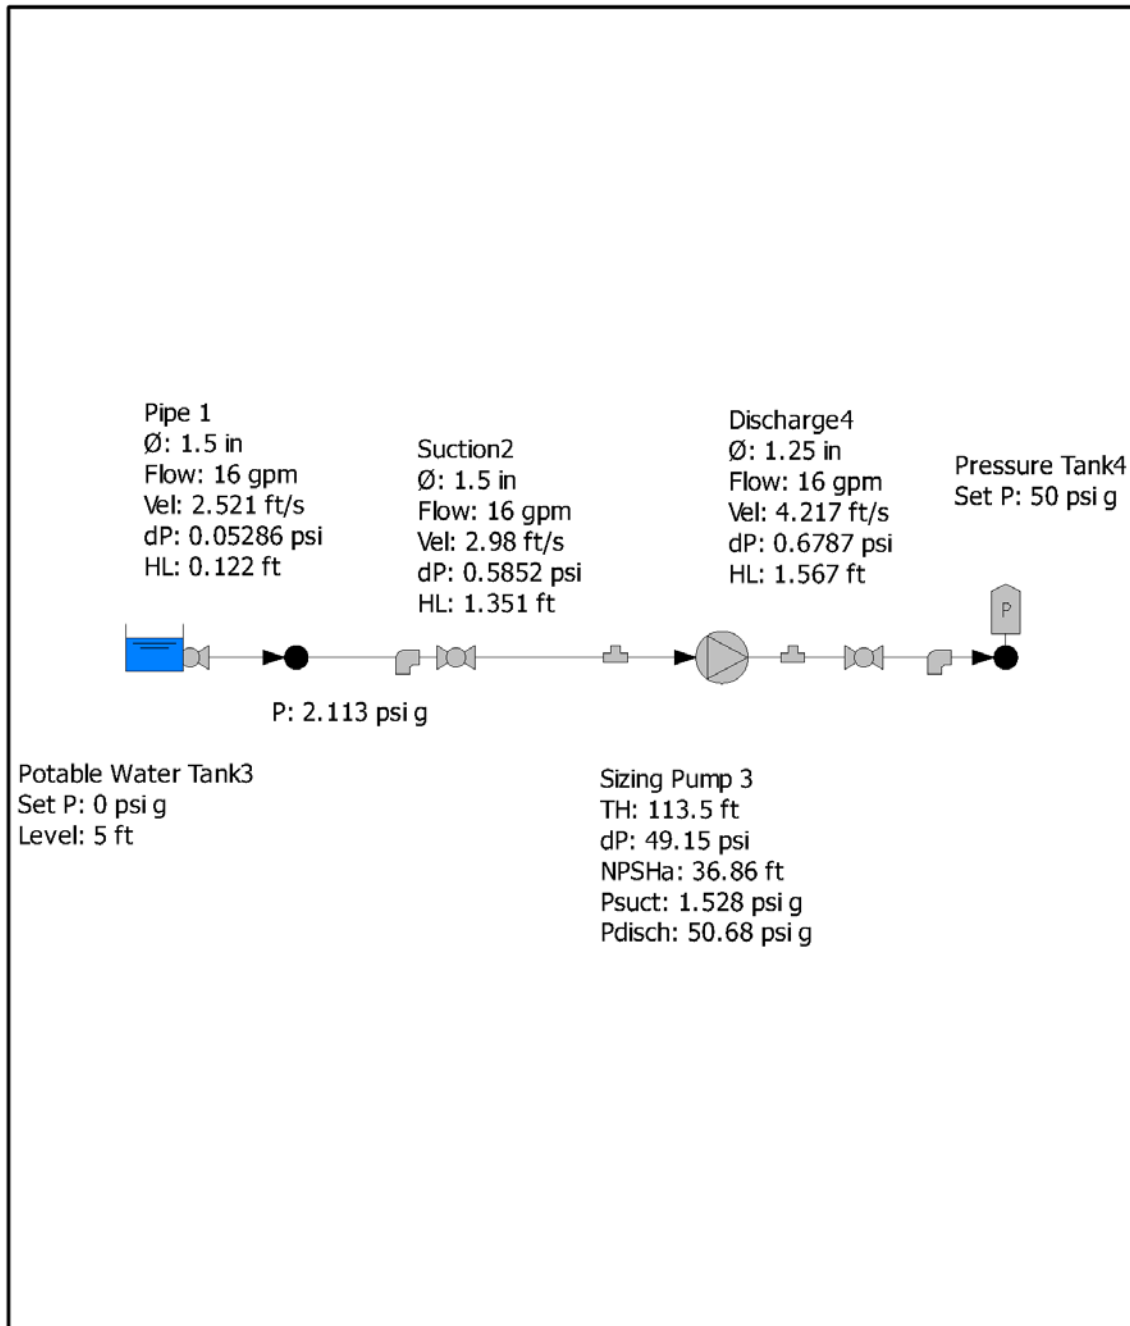 Pipe 1
Ø: 1.5 in
Flow: 16 gpm
Vel: 2.521 ft/s
dP: 0.05286 psi
HL: 0.122 ft
Suction2
Ø: 1.5 in
Flow: 16 gpm
Vel: 2.98 ft/s
dP: 0.5852 psi
HL: 1.351 ft
Discharge4
Ø: 1.25 in
Flow: 16 gpm
Vel: 4.217 ft/s
dP: 0.6787 psi
HL: 1.567 ft
Pressure Tank4
Set P: 50 psi g
P
P: 2.113 psi g
Potable Water Tank3
Set P: 0 psi g
Level: 5 ft
Sizing Pump 3
TH: 113.5 ft
dP: 49.15 psi
NPSHa: 36.86 ft
Psuct: 1.528 psi g
Pdisch: 50.68 psi g